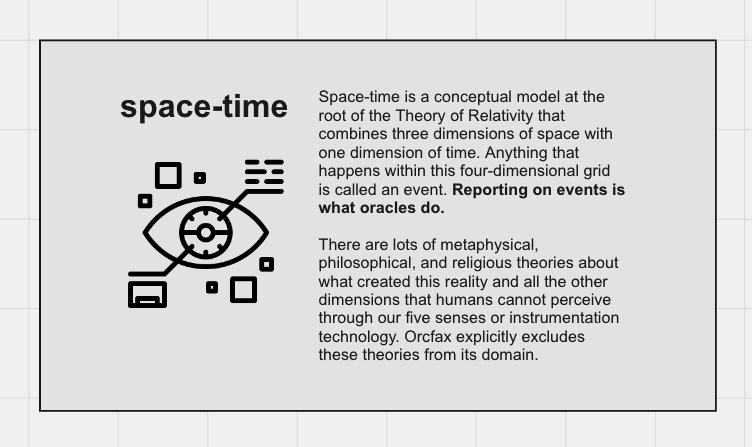 space-time
Space-time is a conceptual model at the
root of the Theory of Relativity that
combines three dimensions of space with
one dimension of time. Anything that
happens within this four-dimensional grid
is called an event. Reporting on events is
what oracles do.
There are lots of metaphysical,
philosophical, and religious theories about
what created this reality and all the other
dimensions that humans cannot perceive
through our five senses or instrumentation
technology. Orcfax explicitly excludes
these theories from its domain.